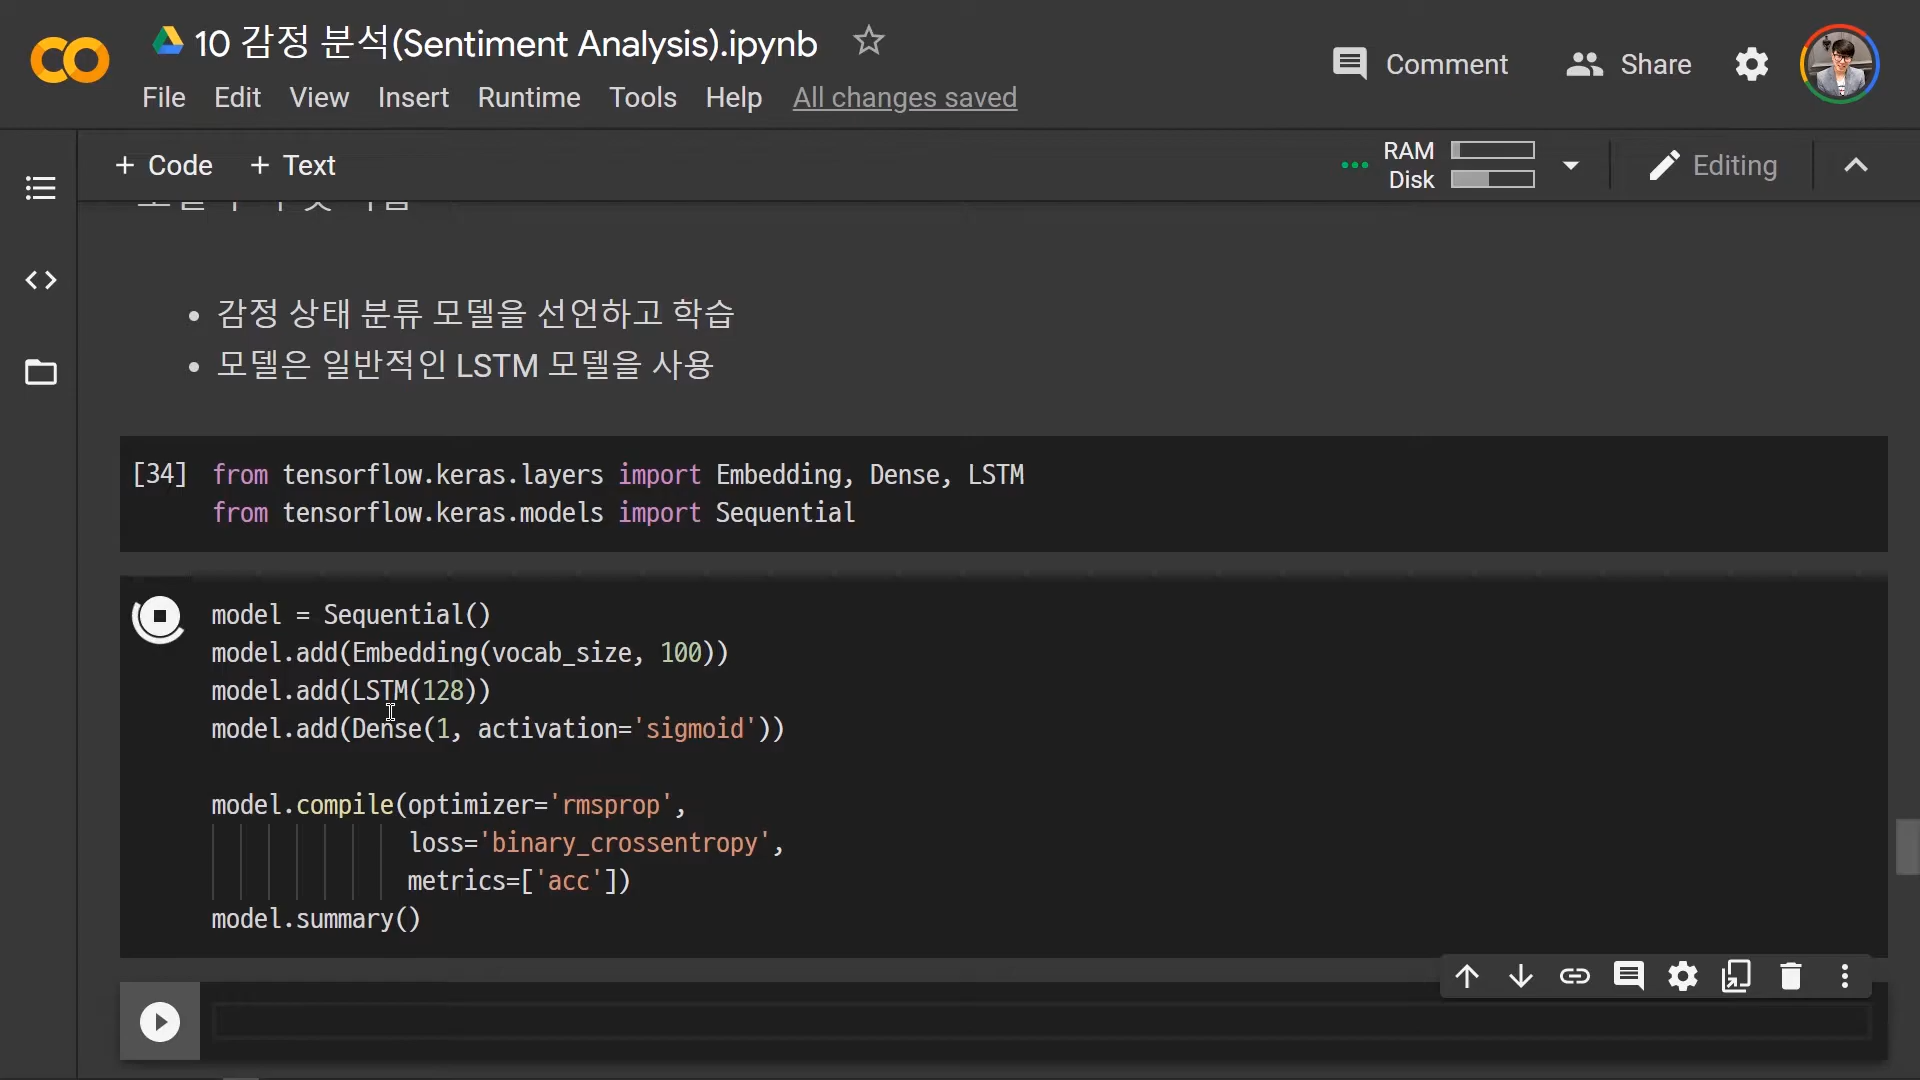 10 감정 분석(Sentiment Analysis).ipynb
Comment
Share
File Edit View Insert Runtime Tools Help All changes saved
+ Code + Text
RAM
Disk
Editing
감정 상태 분류 모델을 선언하고 학습
모델은 일반적인 LSTM 모델을 사용
[34] from tensorflow.keras.layers import Embedding, Dense, LSTM
from tensorflow.keras.models import Sequential
model = Sequential()
model.add(Embedding(vocab_size, 100))
model.add(LSTM(128))
model.add(Dense(1, activation='sigmoid'))
model.compile(optimizer='rmsprop',
loss='binary_crossentropy',
metrics=['acc'])
model.summary()